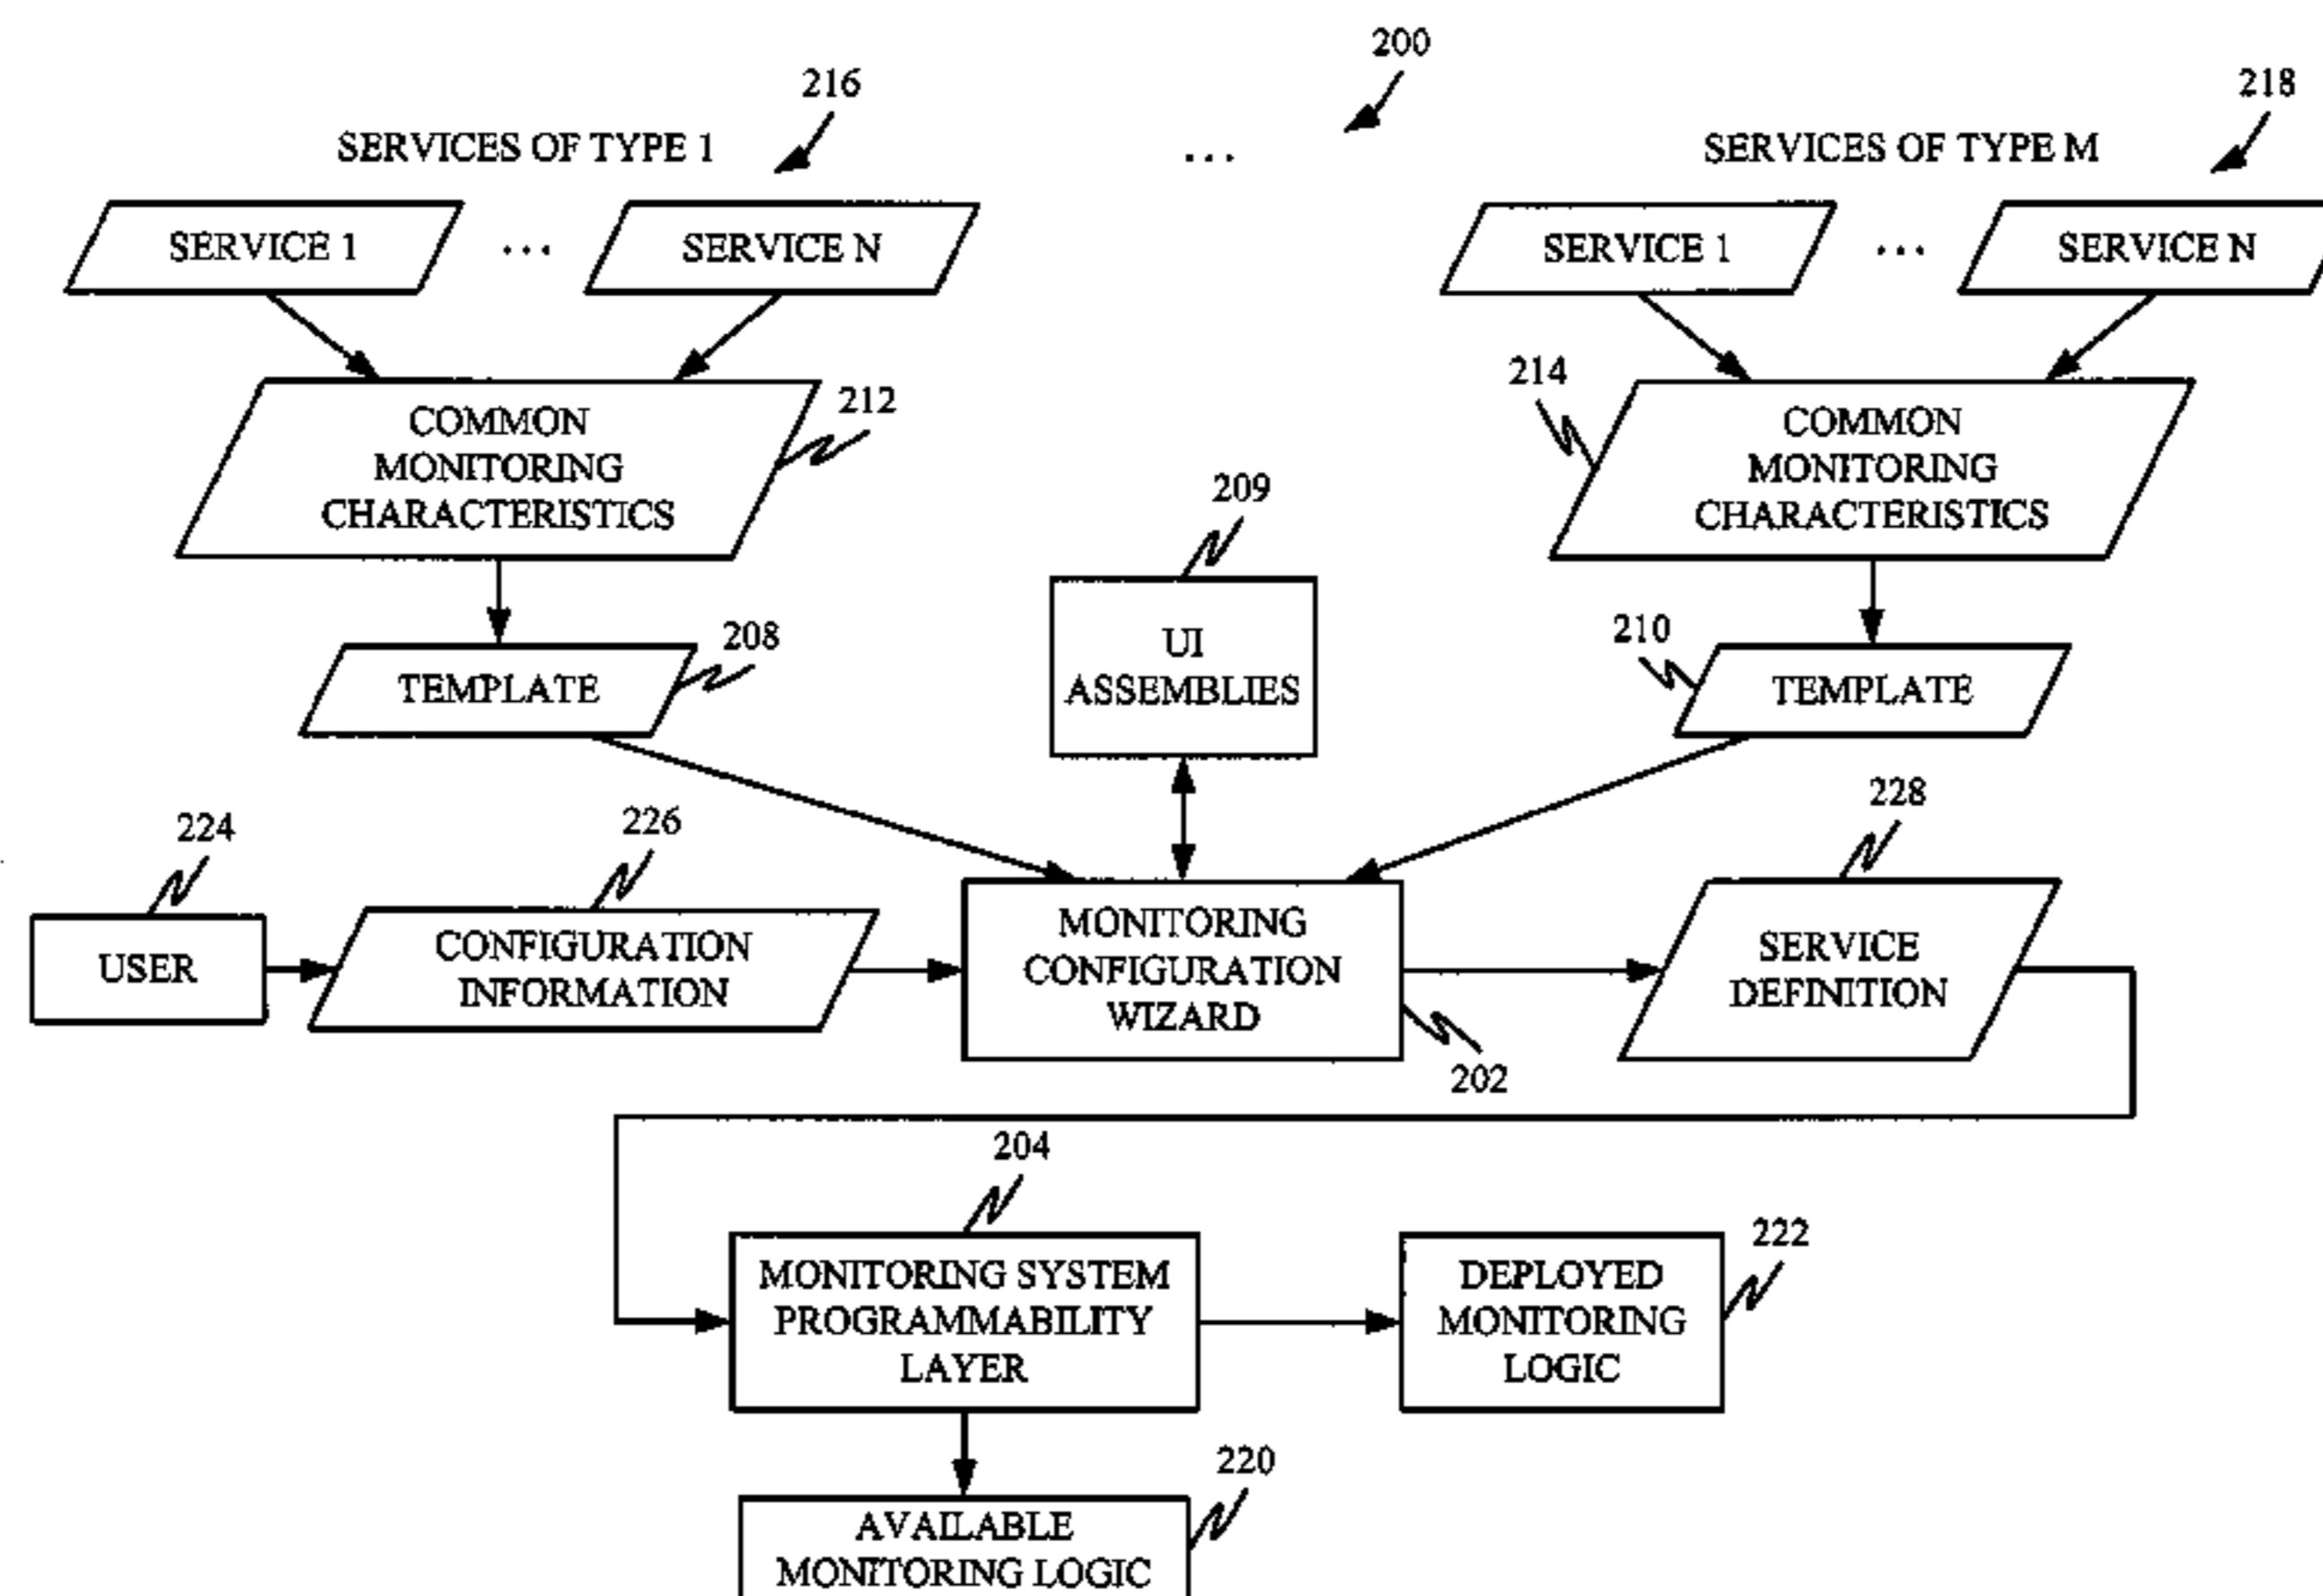 200
216
218
SERVICES OF TYPE 1
...
SERVICES OF TYPE M
SERVICE 1
...
SERVICE N
SERVICE 1
...
SERVICE N
212
214
COMMON
MONITORING
CHARACTERISTICS
COMMON
MONITORING
CHARACTERISTICS
209
208
210
TEMPLATE
UI
ASSEMBLIES
TEMPLATE
224
226
228
USER
CONFIGURATION
INFORMATION
MONITORING
CONFIGURATION
WIZARD
SERVICE
DEFINITION
202
204
222
MONITORING SYSTEM
PROGRAMMABILITY
LAYER
DEPLOYED
MONITORING
LOGIC
220
AVAILABLE
MONITORING LOGIC